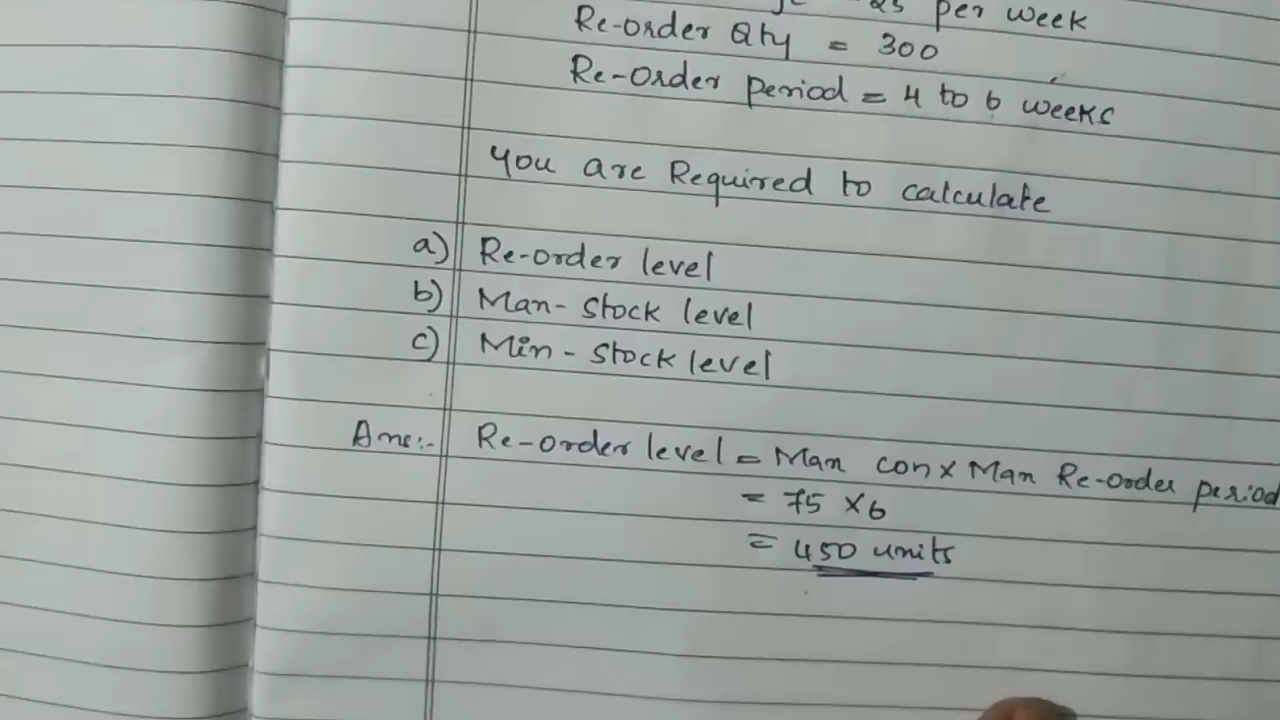 25 per week
Re-order Qty = 300
Re-order period = 4 to 6 weeks
You are Required to calculate
a) Re-order level
b) Max - stock level
c) Min - stock level
Ans:- Re-order level = Max con x Max Re-order period
= 75 x 6
= 450 units